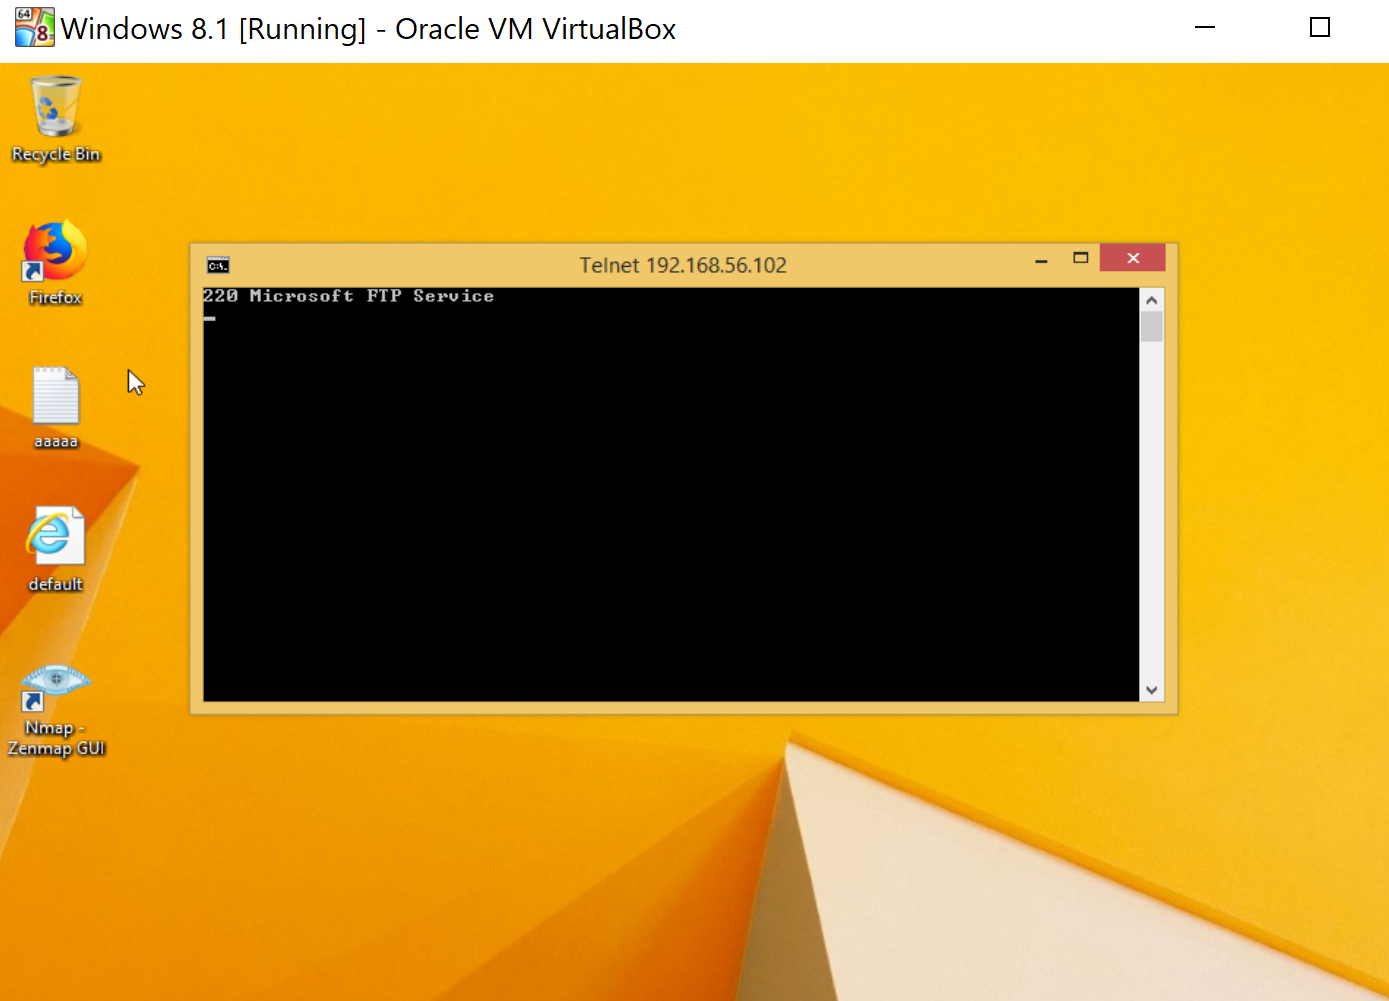 Windows 8.1 [Running] - Oracle VM VirtualBox
Recycle Bin
Firefox
aaaaa
default
Nmap -
Zenmap GUI
Telnet 192.168.56.102
220 Microsoft FTP Service